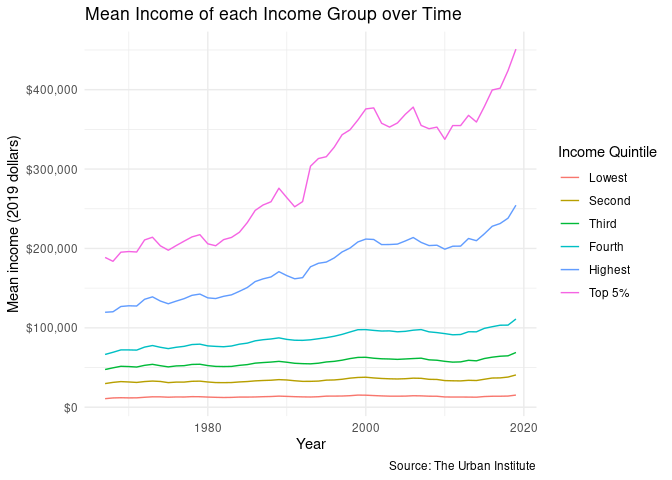 Mean Income of each Income Group over Time
Mean income (2019 dollars)
$400,000
$300,000
$200,000
$100,000
$0
1980
2000
2020
Year
Income Quintile
Lowest
Second
Third
Fourth
Highest
Top 5%
Source: The Urban Institute